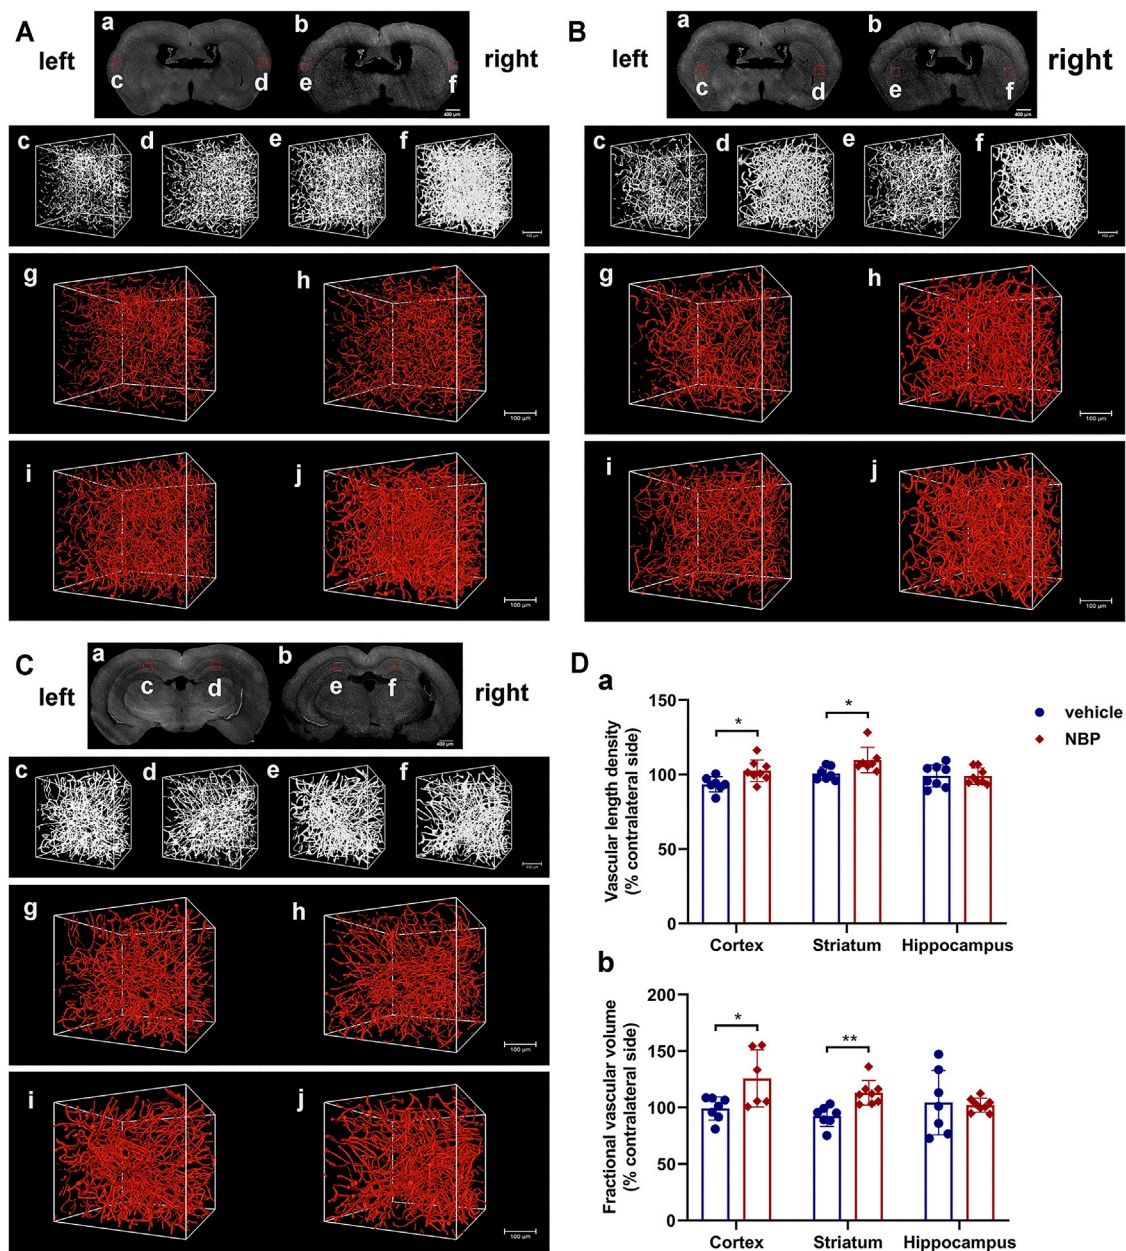 A
left
a
b
right
c
d
e
f
400 µm
c
d
e
f
100 µm
g
h
100 µm
i
j
100 µm
B
left
a
b
right
c
d
e
f
400 µm
c
d
e
f
g
h
100 µm
i
j
100 µm
C
left
a
b
right
c
d
e
f
400 µm
c
d
e
f
g
h
100 µm
i
j
100 µm
D
a
Vascular length density
(% contralateral side)
150
100
50
0
*
*
Cortex
Striatum
Hippocampus
vehicle
NBP
b
Fractional vascular volume
(% contralateral side)
200
150
100
50
0
*
**
Cortex
Striatum
Hippocampus